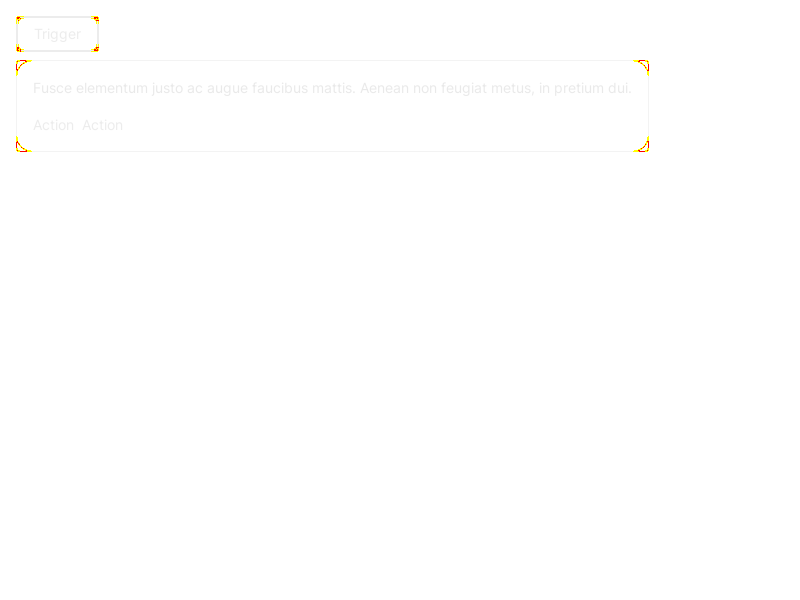 Trigger
Fusce elementum justo ac augue faucibus mattis. Aenean non feugiat metus, in pretium dui.
Action Action